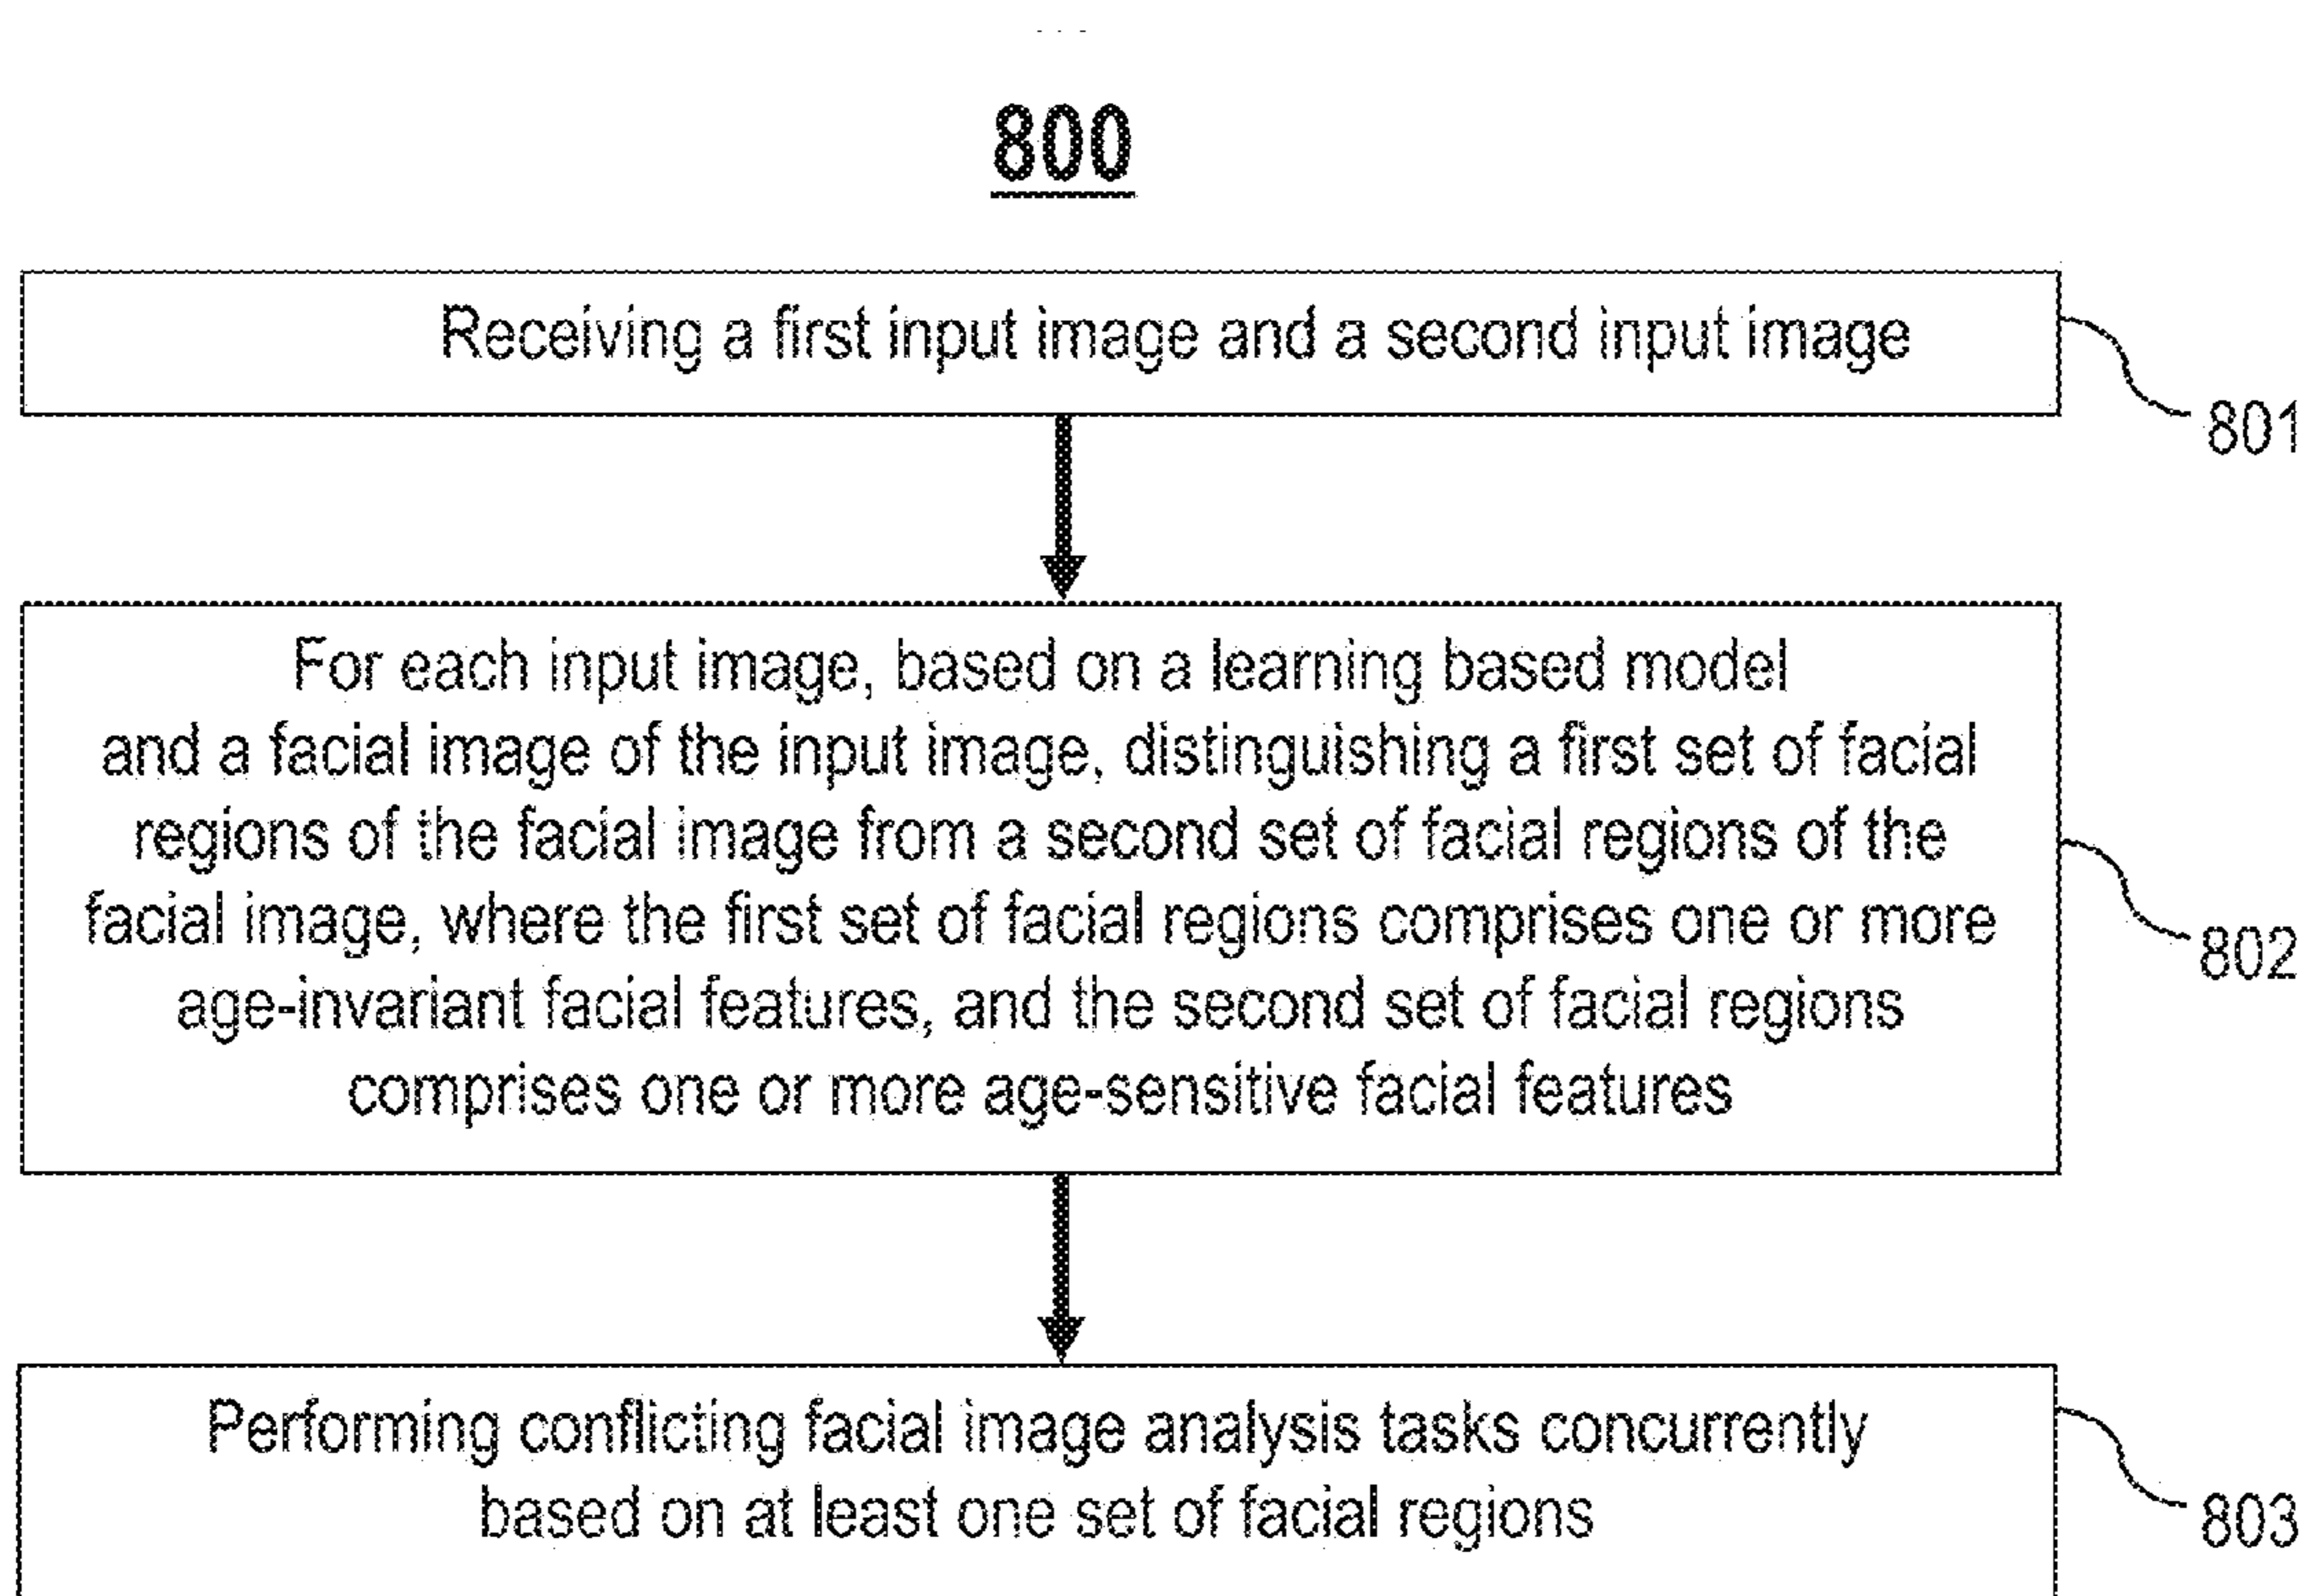 800
Receiving a first input image and a second input image
801
For each input image, based on a learning based model
and a facial image of the input image, distinguishing a first set of facial
regions of the facial image from a second set of facial regions of the
facial image, where the first set of facial regions comprises one or more
age-invariant facial features, and the second set of facial regions
comprises one or more age-sensitive facial features
802
Performing conflicting facial image analysis tasks concurrently
based on at least one set of facial regions
803